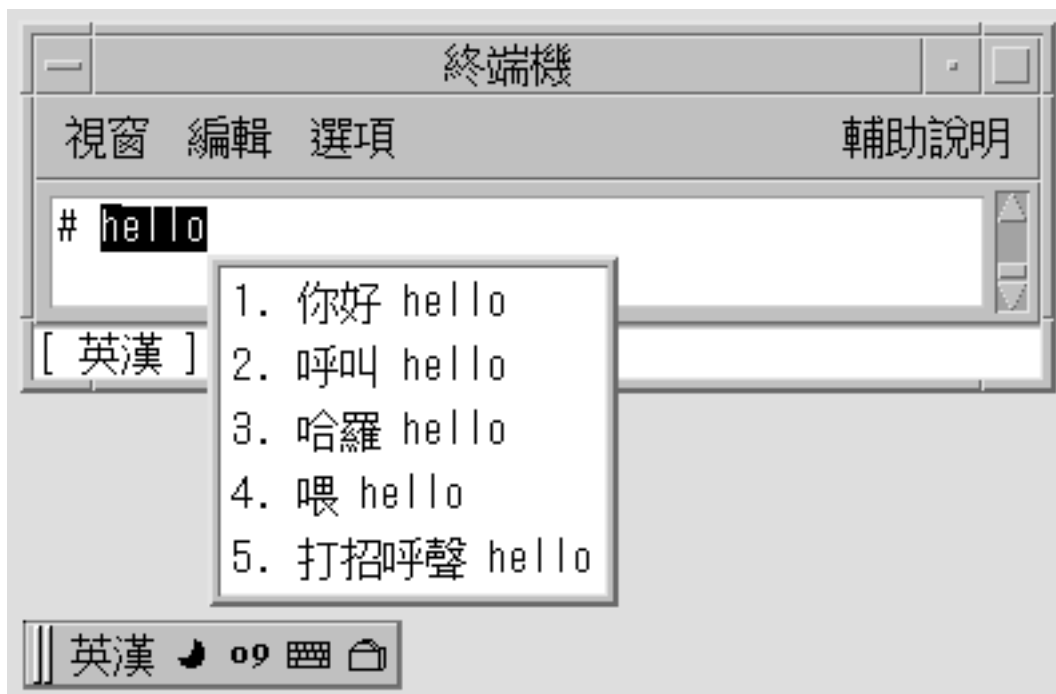 終端機
視窗 編輯 選項 輔助說明
# hello
[ 英漢 ]
1. 你好 hello
2. 呼叫 hello
3. 哈羅 hello
4. 喂 hello
5. 打招呼聲 hello
英漢